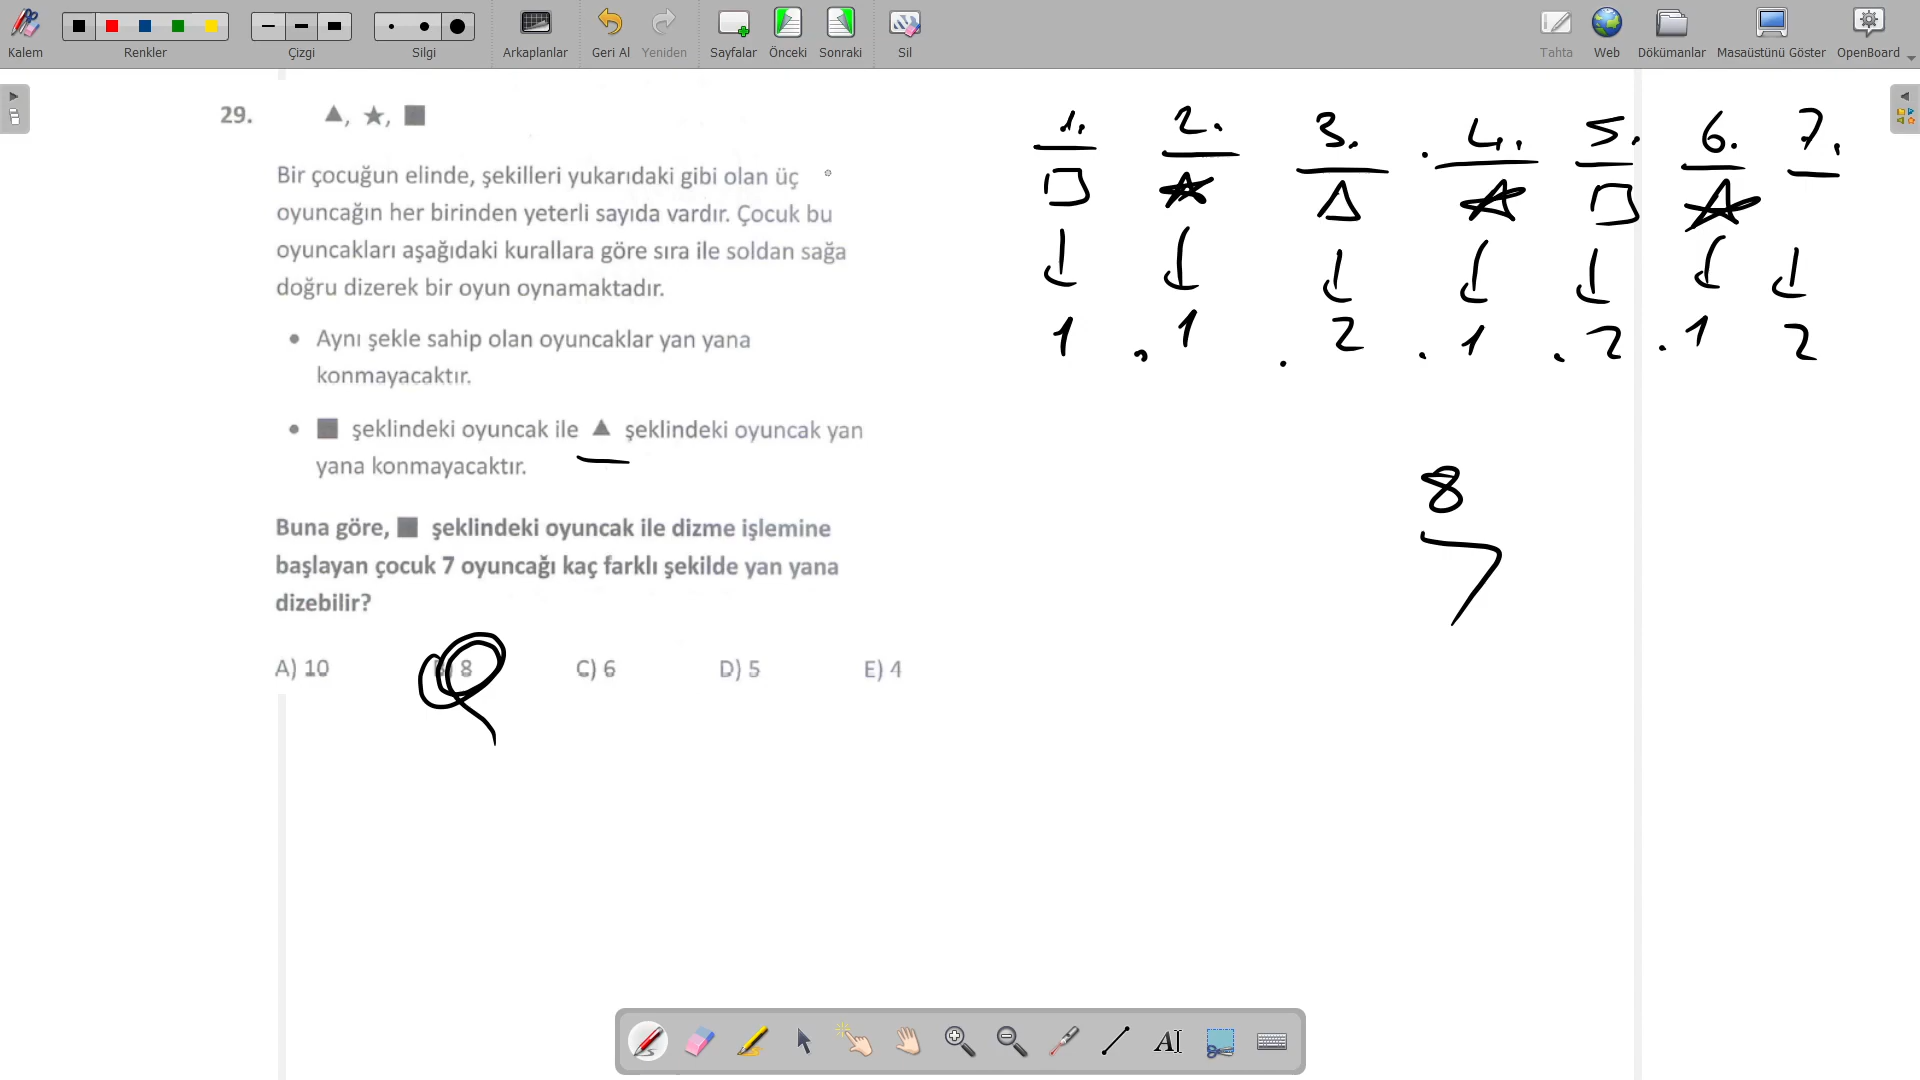 Kalem
Renkler
Çizgi
Silgi
Arkaplanlar
Geri Al
Yeniden
Sayfalar
Önceki
Sonraki
Sil
Tahta
Web
Dökümanlar
Masaüstünü Göster
OpenBoard
29. ▲, ★, ■
Bir çocuğun elinde, şekilleri yukarıdaki gibi olan üç
oyuncağın her birinden yeterli sayıda vardır. Çocuk bu
oyuncakları aşağıdaki kurallara göre sıra ile soldan sağa
doğru dizerek bir oyun oynamaktadır.
• Aynı şekle sahip olan oyuncaklar yan yana
konmayacaktır.
• ■ şeklindeki oyuncak ile ▲ şeklindeki oyuncak yan
yana konmayacaktır.
Buna göre, ■ şeklindeki oyuncak ile dizme işlemine
başlayan çocuk 7 oyuncağı kaç farklı şekilde yan yana
dizebilir?
A) 10 B) 8 C) 6 D) 5 E) 4
1. 2. 3. 4. 5. 6. 7.
1 . 1 . 2 . 1 . 2 . 1 2
8
7
AI